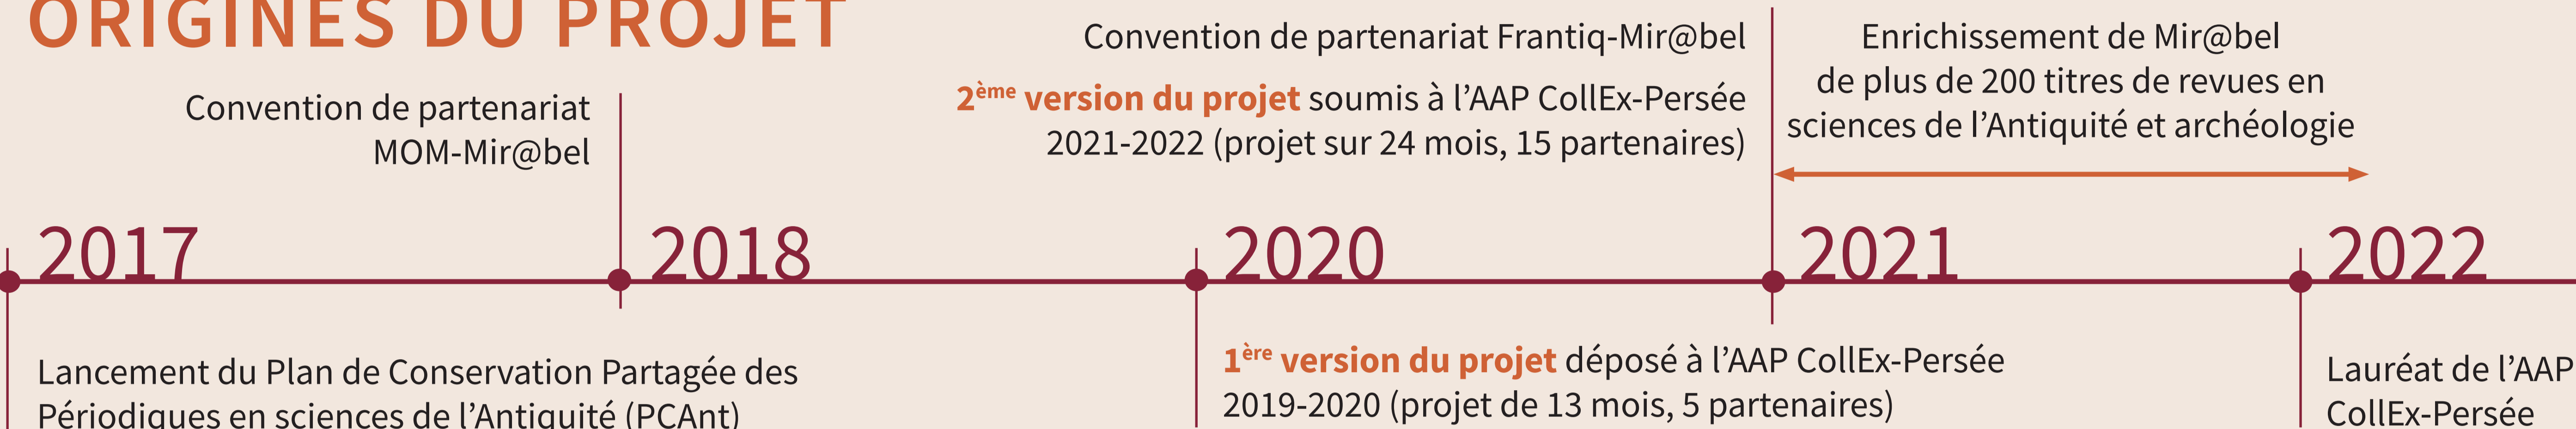 ORIGINES DU PROJET
Convention de partenariat
MOM-Mir@bel
Convention de partenariat Frantiq-Mir@bel
2ème version du projet soumis à l'AAP CollEx-Persée
2021-2022 (projet sur 24 mois, 15 partenaires)
Enrichissement de Mir@bel
de plus de 200 titres de revues en
sciences de l'Antiquité et archéologie
2017
2018
2020
2021
2022
Lancement du Plan de Conservation Partagée des
Périodiques en sciences de l'Antiquité (PCAnt)
1ère version du projet déposé à l'AAP CollEx-Persée
2019-2020 (projet de 13 mois, 5 partenaires)
Lauréat de l'AAP
CollEx-Persée